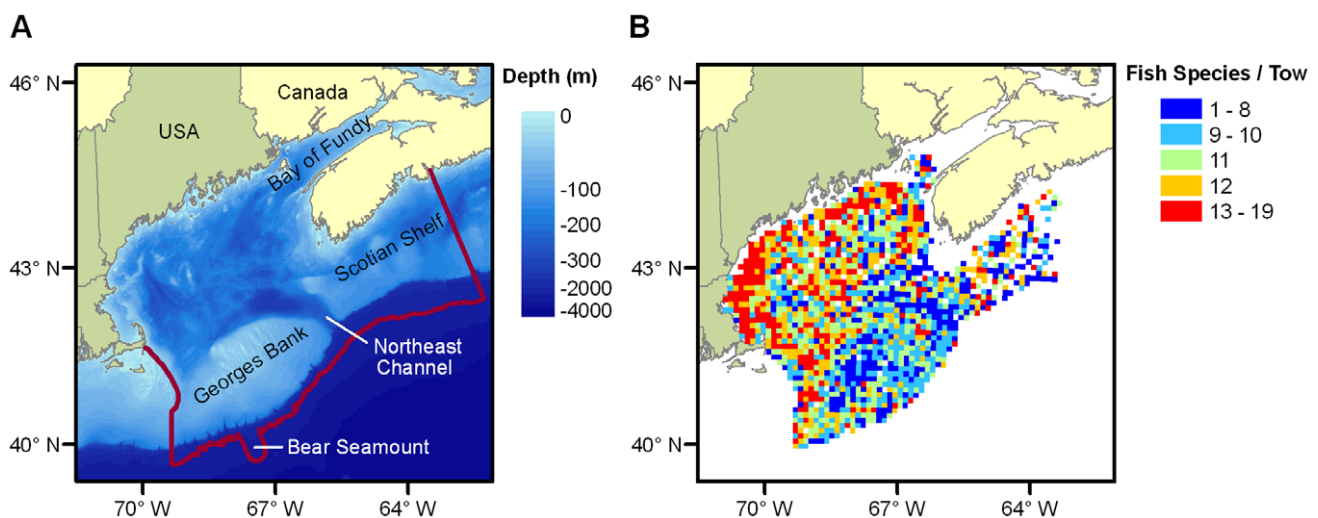 A
46° N
43° N
40° N
70° W
67° W
64° W
USA
Canada
Bay of Fundy
Scotian Shelf
Georges Bank
Northeast
Channel
Bear Seamount
Depth (m)
0
-100
-200
-300
-2000
-4000
B
46° N
43° N
40° N
70° W
67° W
64° W
Fish Species / Tow
1 - 8
9 - 10
11
12
13 - 19